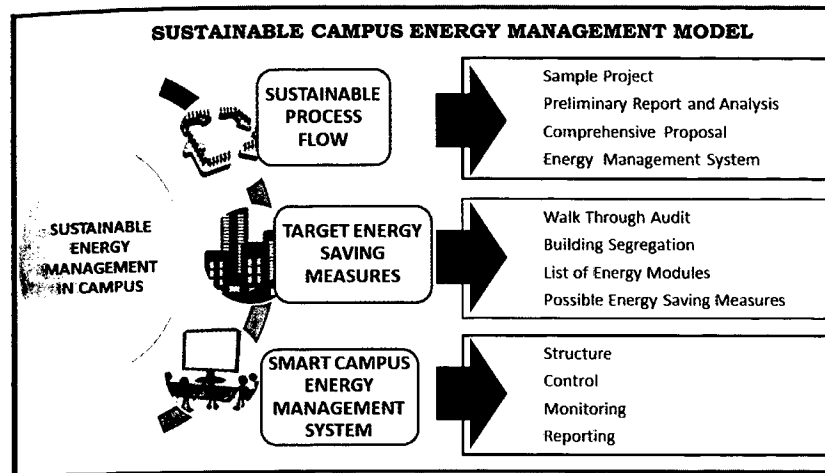 SUSTAINABLE CAMPUS ENERGY MANAGEMENT MODEL
SUSTAINABLE
ENERGY
MANAGEMENT
IN CAMPUS
SUSTAINABLE
PROCESS
FLOW
Sample Project
Preliminary Report and Analysis
Comprehensive Proposal
Energy Management System
TARGET ENERGY
SAVING
MEASURES
Walk Through Audit
Building Segregation
List of Energy Modules
Possible Energy Saving Measures
SMART CAMPUS
ENERGY
MANAGEMENT
SYSTEM
Structure
Control
Monitoring
Reporting